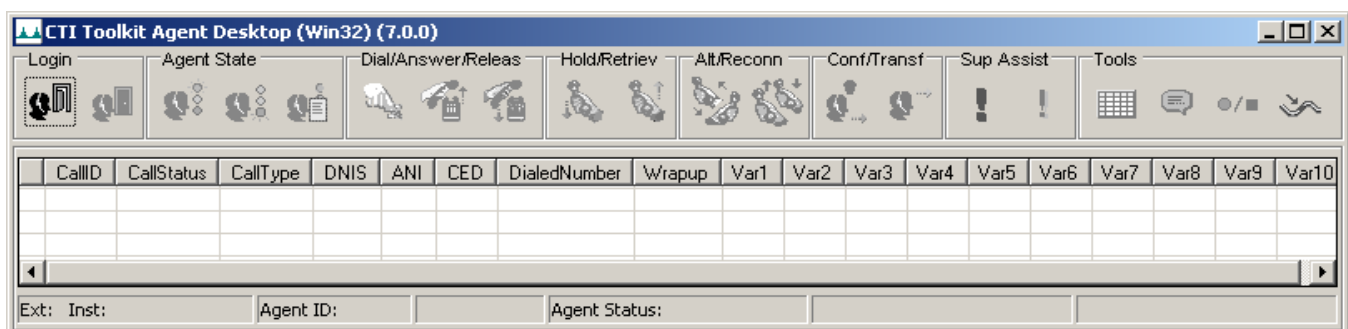 CTI Toolkit Agent Desktop (Win32) (7.0.0)
Login Agent State Dial/Answer/Releas Hold/Retriev Alt/Reconn Conf/Transf Sup Assist Tools
CallID CallStatus CallType DNIS ANI CED DialedNumber Wrapup Var1 Var2 Var3 Var4 Var5 Var6 Var7 Var8 Var9 Var10
Ext: Inst: Agent ID: Agent Status: